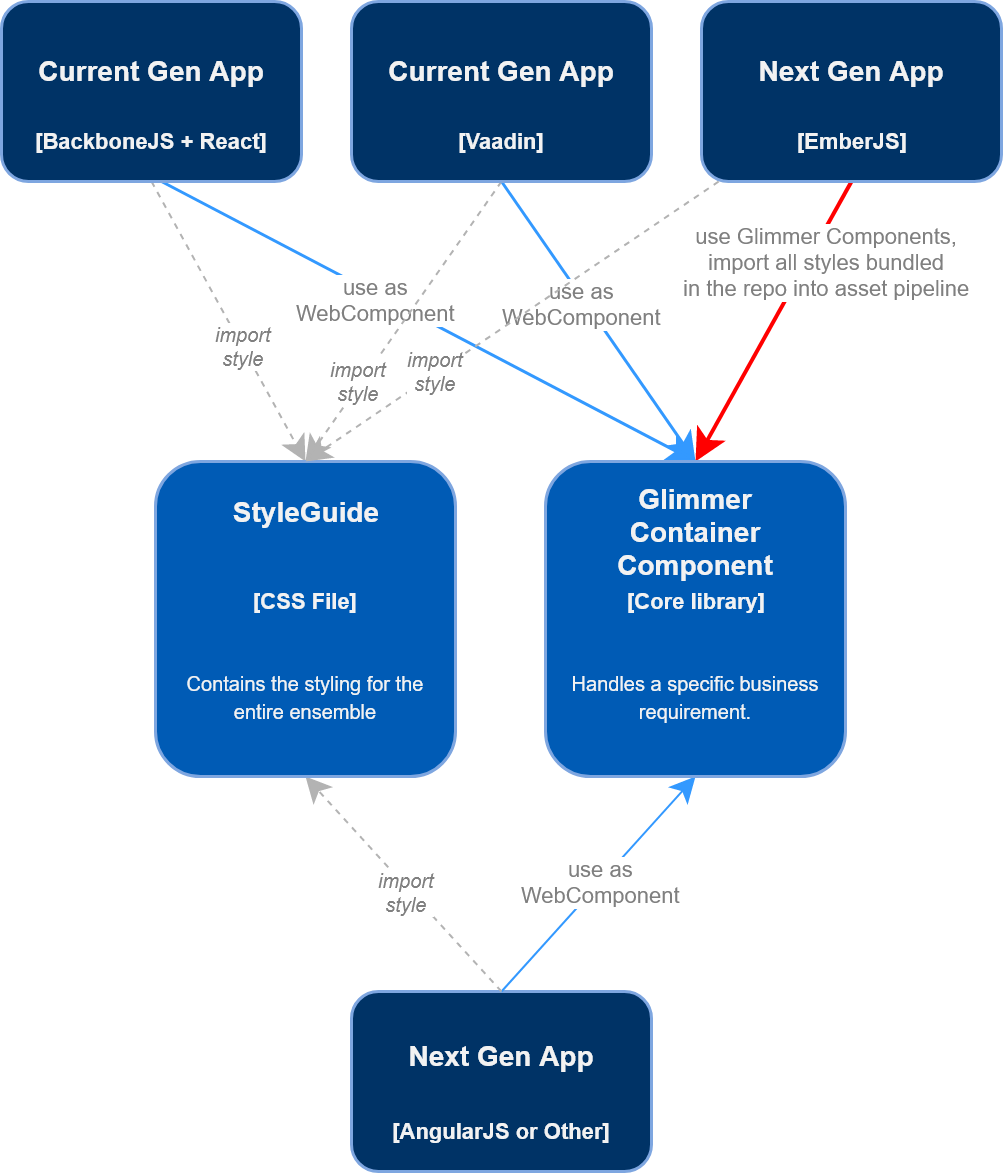 Current Gen App
[BackboneJS + React]
Current Gen App
[Vaadin]
Next Gen App
[EmberJS]
use Glimmer Components,
import all styles bundled
in the repo into asset pipeline
use as
WebComponent
use as
WebComponent
import
style
import
style
import
style
StyleGuide
[CSS File]
Contains the styling for the
entire ensemble
Glimmer
Container
Component
[Core library]
Handles a specific business
requirement.
import
style
use as
WebComponent
Next Gen App
[AngularJS or Other]